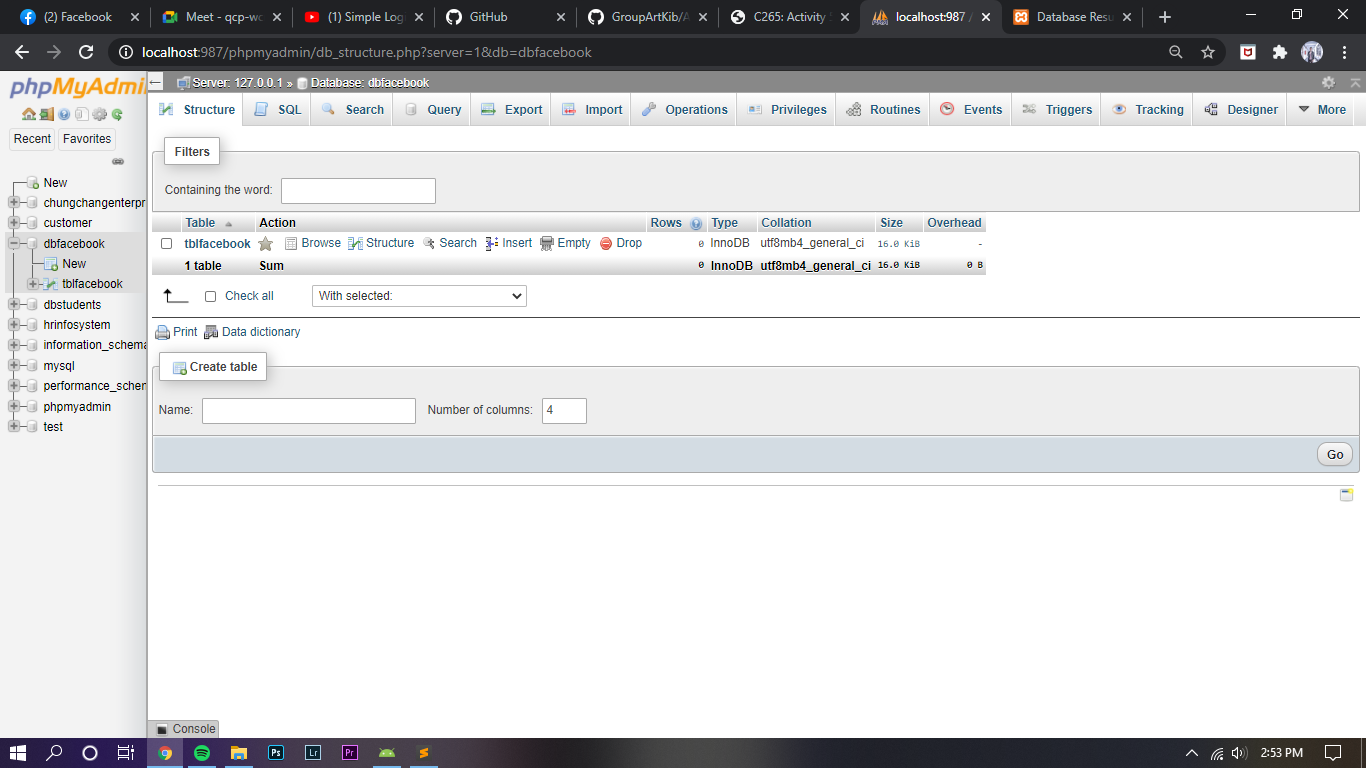 (2) Facebook
Meet - qcp-wc
(1) Simple Log
GitHub
GroupArtKib/A
C265: Activity
localhost:987 /
Database Resu
localhost:987/phpmyadmin/db_structure.php?server=1&db=dbfacebook
phpMyAdmi
Server: 127.0.0.1 » Database: dbfacebook
Structure SQL Search Query Export Import Operations Privileges Routines Events Triggers Tracking Designer More
Recent Favorites
New
chungchangenterpr
customer
dbfacebook
New
tblfacebook
dbstudents
hrinfosystem
information_schema
mysql
performance_schem
phpmyadmin
test
Filters
Containing the word:
Table Action Rows Type Collation Size Overhead
tblfacebook Browse Structure Search Insert Empty Drop 0 InnoDB utf8mb4_general_ci 16.0 KiB -
1 table Sum 0 InnoDB utf8mb4_general_ci 16.0 KiB 0 B
Check all With selected:
Print Data dictionary
Create table
Name: Number of columns: 4
Go
Console
Ps Lr Pr
2:53 PM